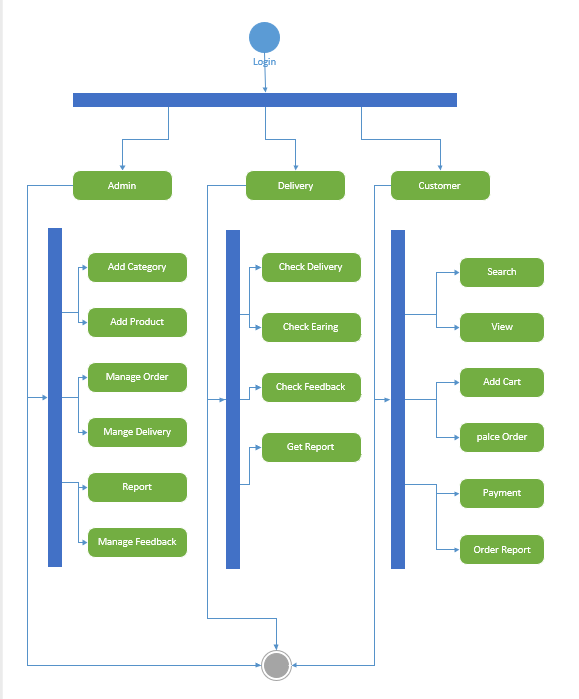 Login
Admin
Delivery
Customer
Add Category
Add Product
Manage Order
Mange Delivery
Report
Manage Feedback
Check Delivery
Check Earing
Check Feedback
Get Report
Search
View
Add Cart
palce Order
Payment
Order Report